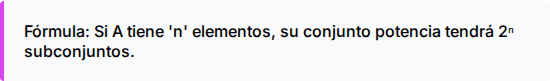 Fórmula: Si A tiene 'n' elementos, su conjunto potencia tendrá 2ⁿ
subconjuntos.